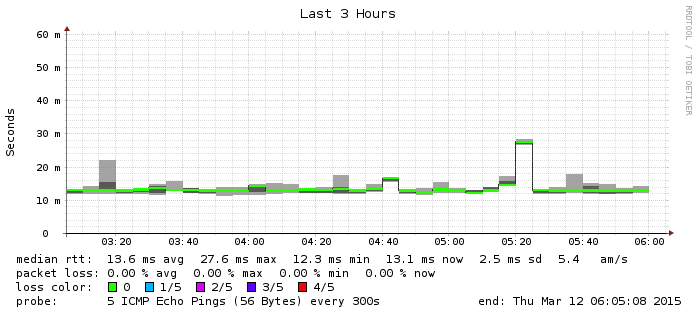 Last 3 Hours
RRDTOOL / TOBI OETIKER
Seconds
60 m
50 m
40 m
30 m
20 m
10 m
0
03:20 03:40 04:00 04:20 04:40 05:00 05:20 05:40 06:00
median rtt: 13.6 ms avg 27.6 ms max 12.3 ms min 13.1 ms now 2.5 ms sd 5.4 am/s
packet loss: 0.00 % avg 0.00 % max 0.00 % min 0.00 % now
loss color: 0 1/5 2/5 3/5 4/5
probe: 5 ICMP Echo Pings (56 Bytes) every 300s end: Thu Mar 12 06:05:08 2015